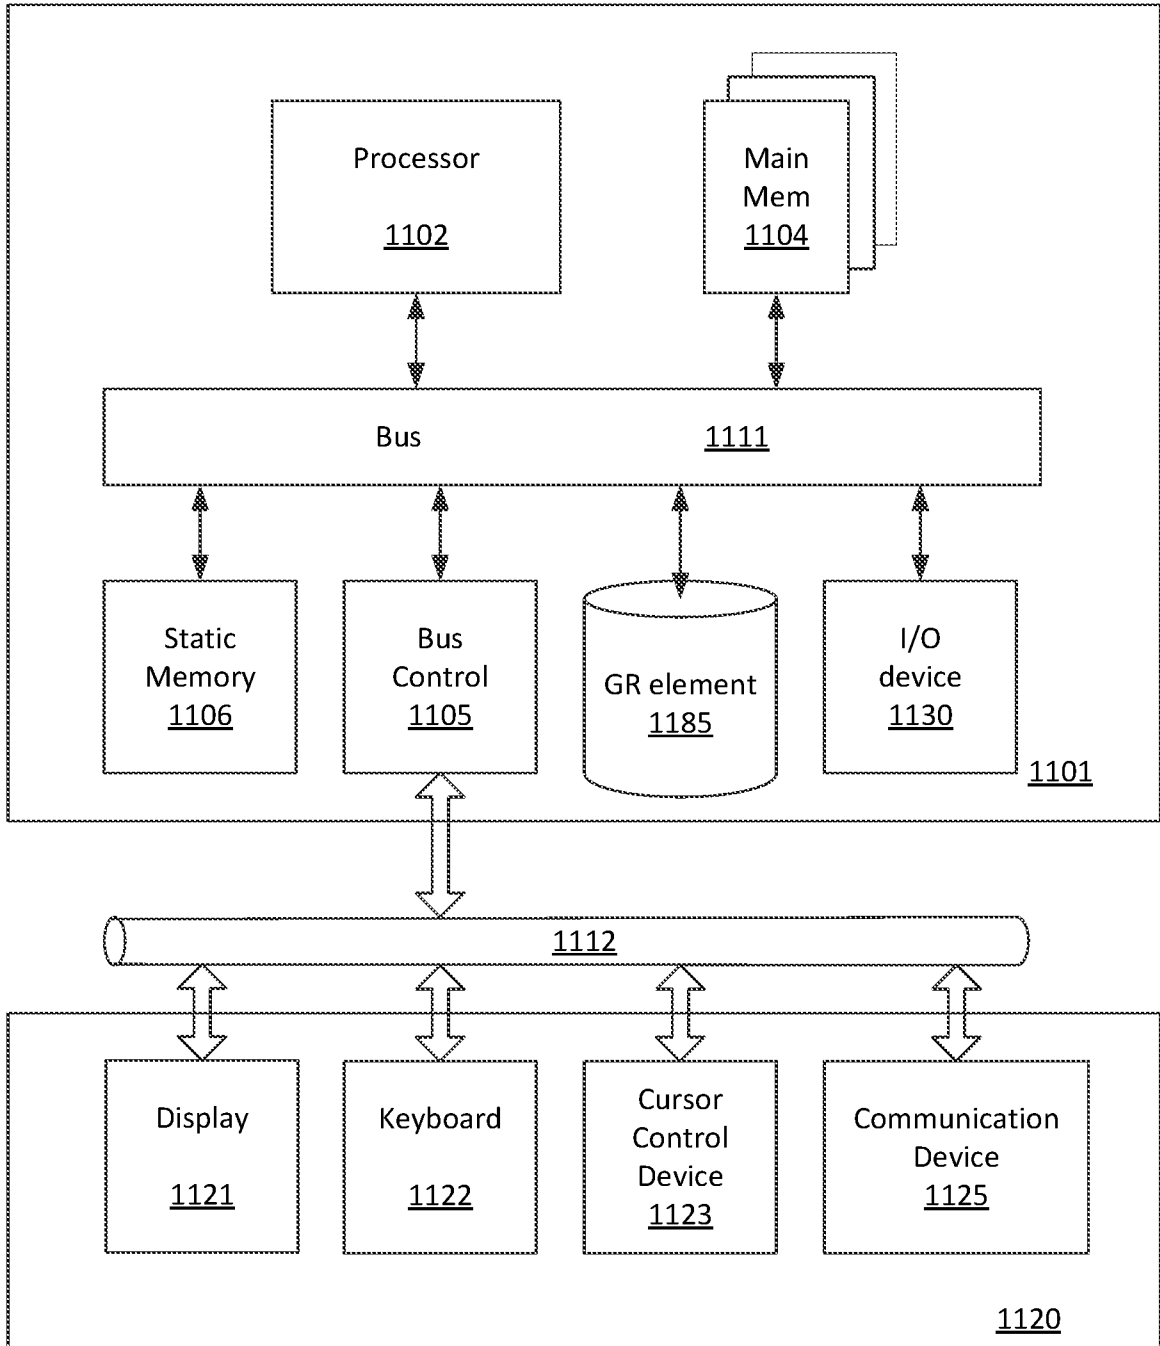 Processor
1102
Main
Mem
1104
Bus 1111
Static
Memory
1106
Bus
Control
1105
GR element
1185
I/O
device
1130
1101
1112
Display
1121
Keyboard
1122
Cursor
Control
Device
1123
Communication
Device
1125
1120